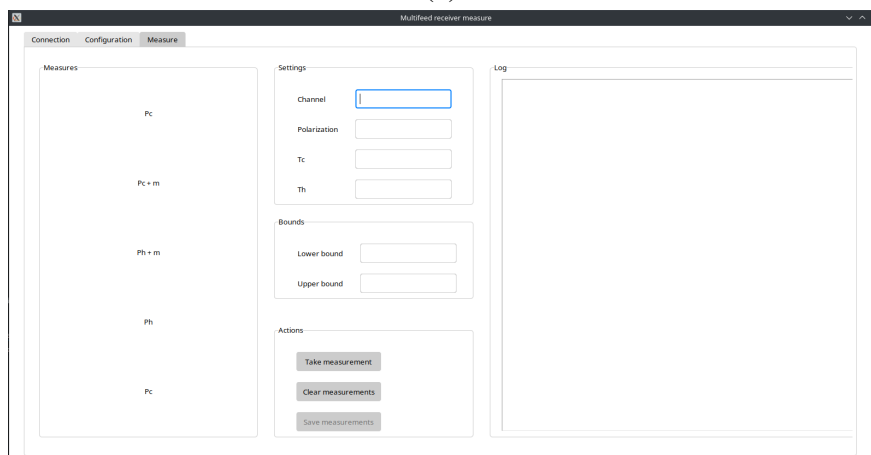 Multifeed receiver measure
Connection Configuration Measure
Measures
Pc
Pc + m
Ph + m
Ph
Pc
Settings
Channel
Polarization
Tc
Th
Bounds
Lower bound
Upper bound
Actions
Take measurement
Clear measurements
Save measurements
Log